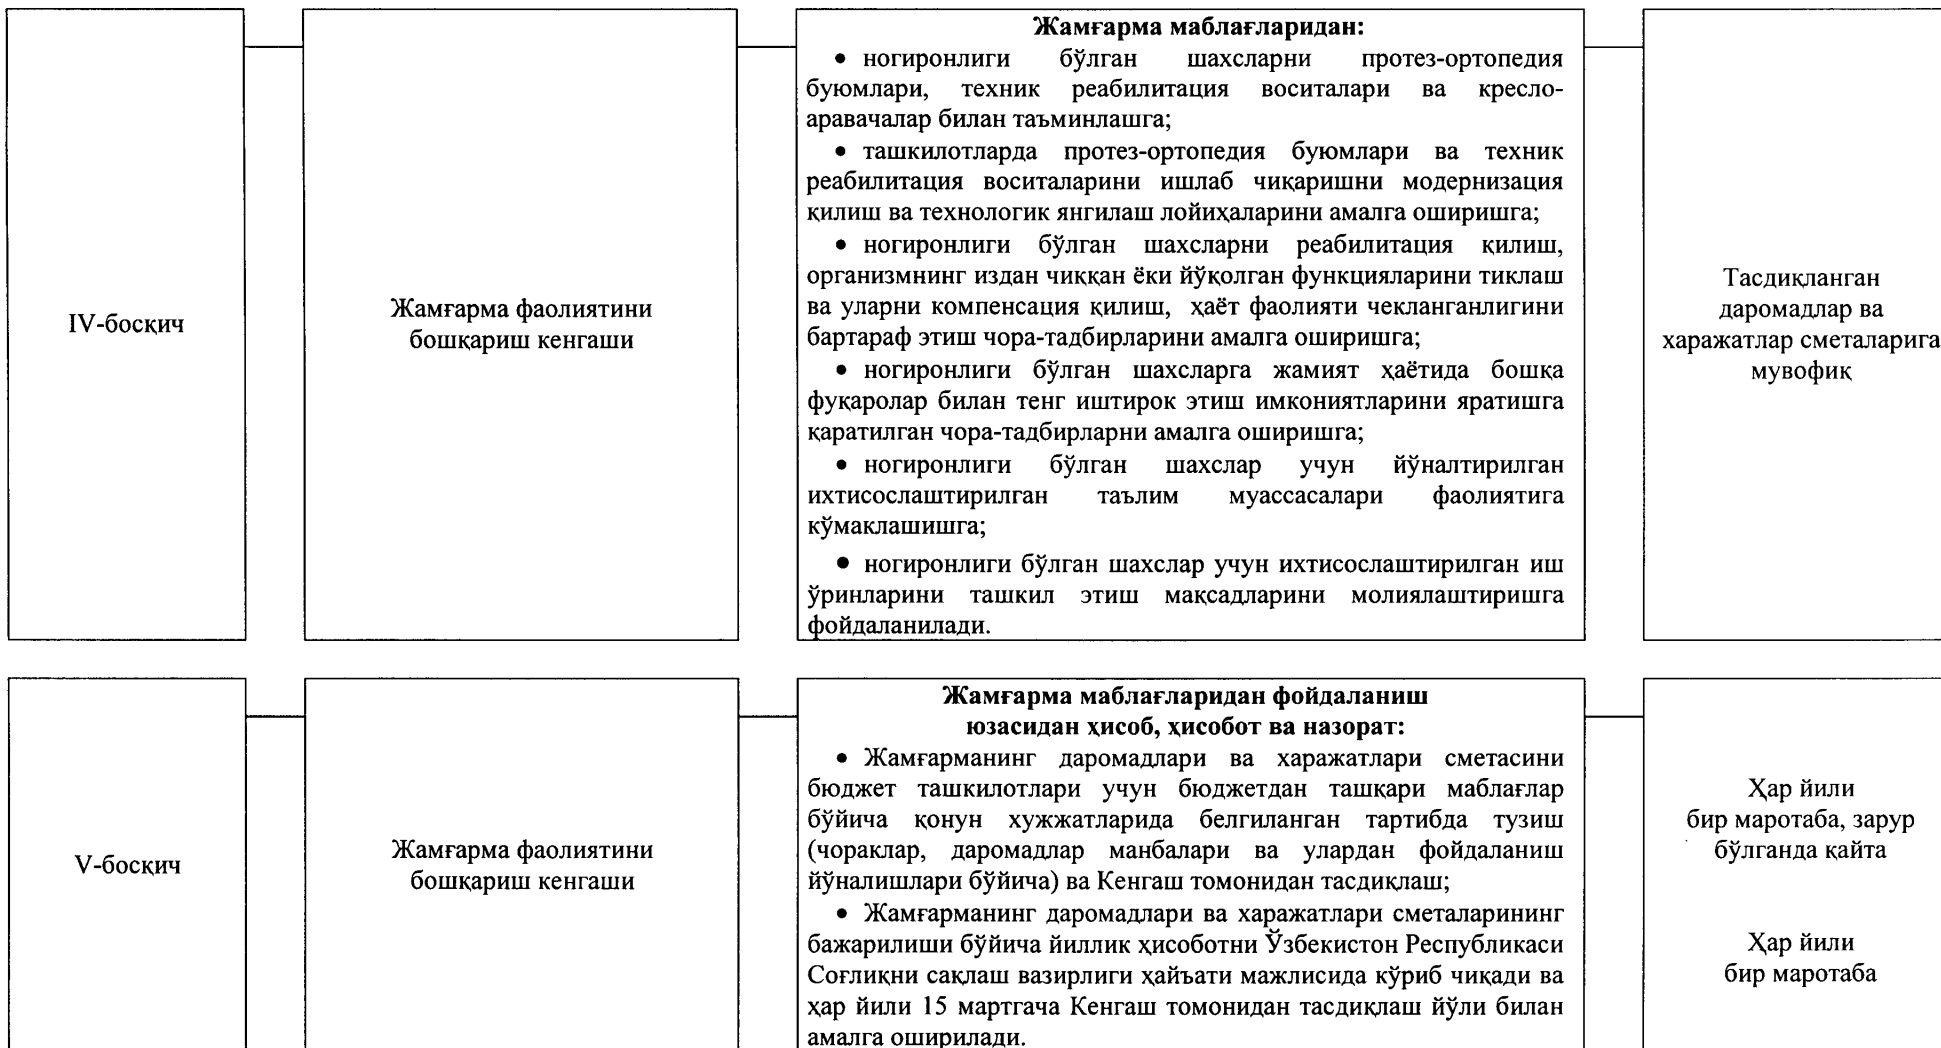 IV-босқич
Жамғарма фаолиятини
бошқариш кенгаши
Жамғарма маблағларидан:
• ногиронлиги бўлган шахсларни протез-ортопедия
буюмлари, техник реабилитация воситалари ва кресло-
аравачалар билан таъминлашга;
• ташкилотларда протез-ортопедия буюмлари ва техник
реабилитация воситаларини ишлаб чиқаришни модернизация
қилиш ва технологик янгилаш лойиҳаларини амалга оширишга;
• ногиронлиги бўлган шахсларни реабилитация қилиш,
организмнинг издан чиққан ёки йўқолган функцияларини тиклаш
ва уларни компенсация қилиш, ҳаёт фаолияти чекланганлигини
бартараф этиш чора-тадбирларини амалга оширишга;
• ногиронлиги бўлган шахсларга жамият ҳаётида бошқа
фуқаролар билан тенг иштирок этиш имкониятларини яратишга
қаратилган чора-тадбирларни амалга оширишга;
• ногиронлиги бўлган шахслар учун йўналтирилган
ихтисослаштирилган таълим муассасалари фаолиятига
кўмаклашишга;
• ногиронлиги бўлган шахслар учун ихтисослаштирилган иш
ўринларини ташкил этиш мақсадларини молиялаштиришга
фойдаланилади.
Тасдиқланган
даромадлар ва
харажатлар сметаларига
мувофиқ
V-босқич
Жамғарма фаолиятини
бошқариш кенгаши
Жамғарма маблағларидан фойдаланиш
юзасидан ҳисоб, ҳисобот ва назорат:
• Жамғарманинг даромадлари ва харажатлари сметасини
бюджет ташкилотлари учун бюджетдан ташқари маблағлар
бўйича қонун хужжатларида белгиланган тартибда тузиш
(чораклар, даромадлар манбалари ва улардан фойдаланиш
йўналишлари бўйича) ва Кенгаш томонидан тасдиқлаш;
• Жамғарманинг даромадлари ва харажатлари сметаларининг
бажарилиши бўйича йиллик ҳисоботни Ўзбекистон Республикаси
Соғлиқни сақлаш вазирлиги ҳайъати мажлисида кўриб чиқади ва
ҳар йили 15 мартгача Кенгаш томонидан тасдиқлаш йўли билан
амалга оширилади.
Ҳар йили
бир маротаба, зарур
бўлганда қайта
Ҳар йили
бир маротаба